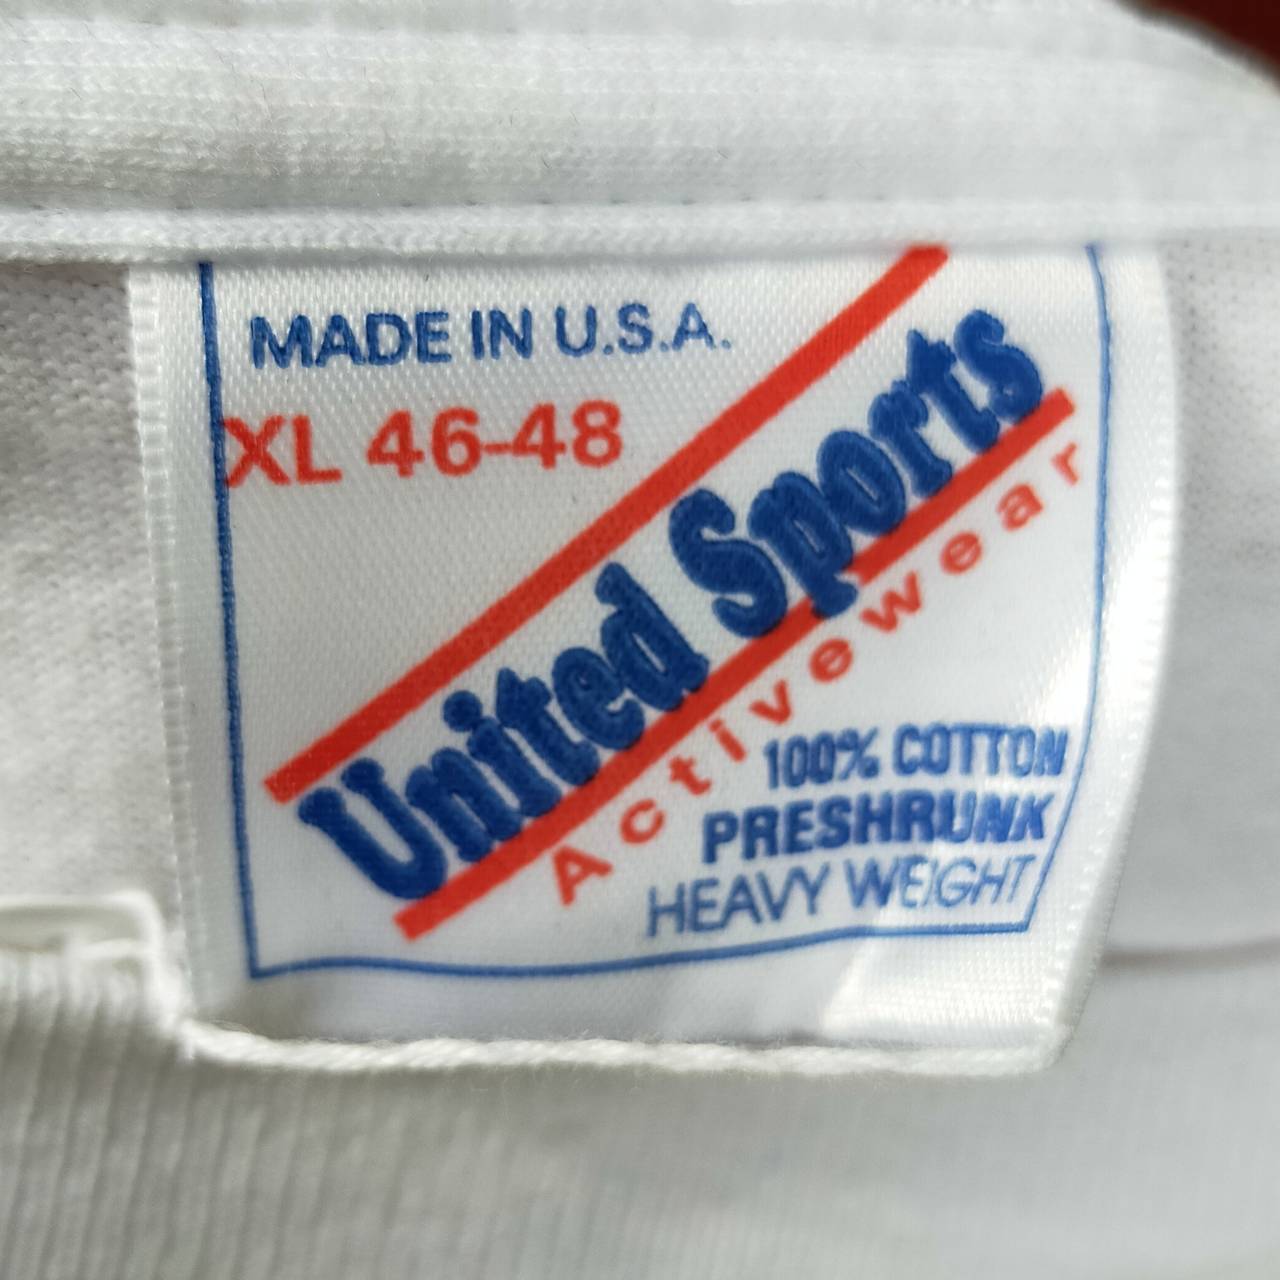 MADE IN U.S.A.
XL 46-48
United Sports
Activewear
100% COTTON
PRESHRUNK
HEAVY WEIGHT